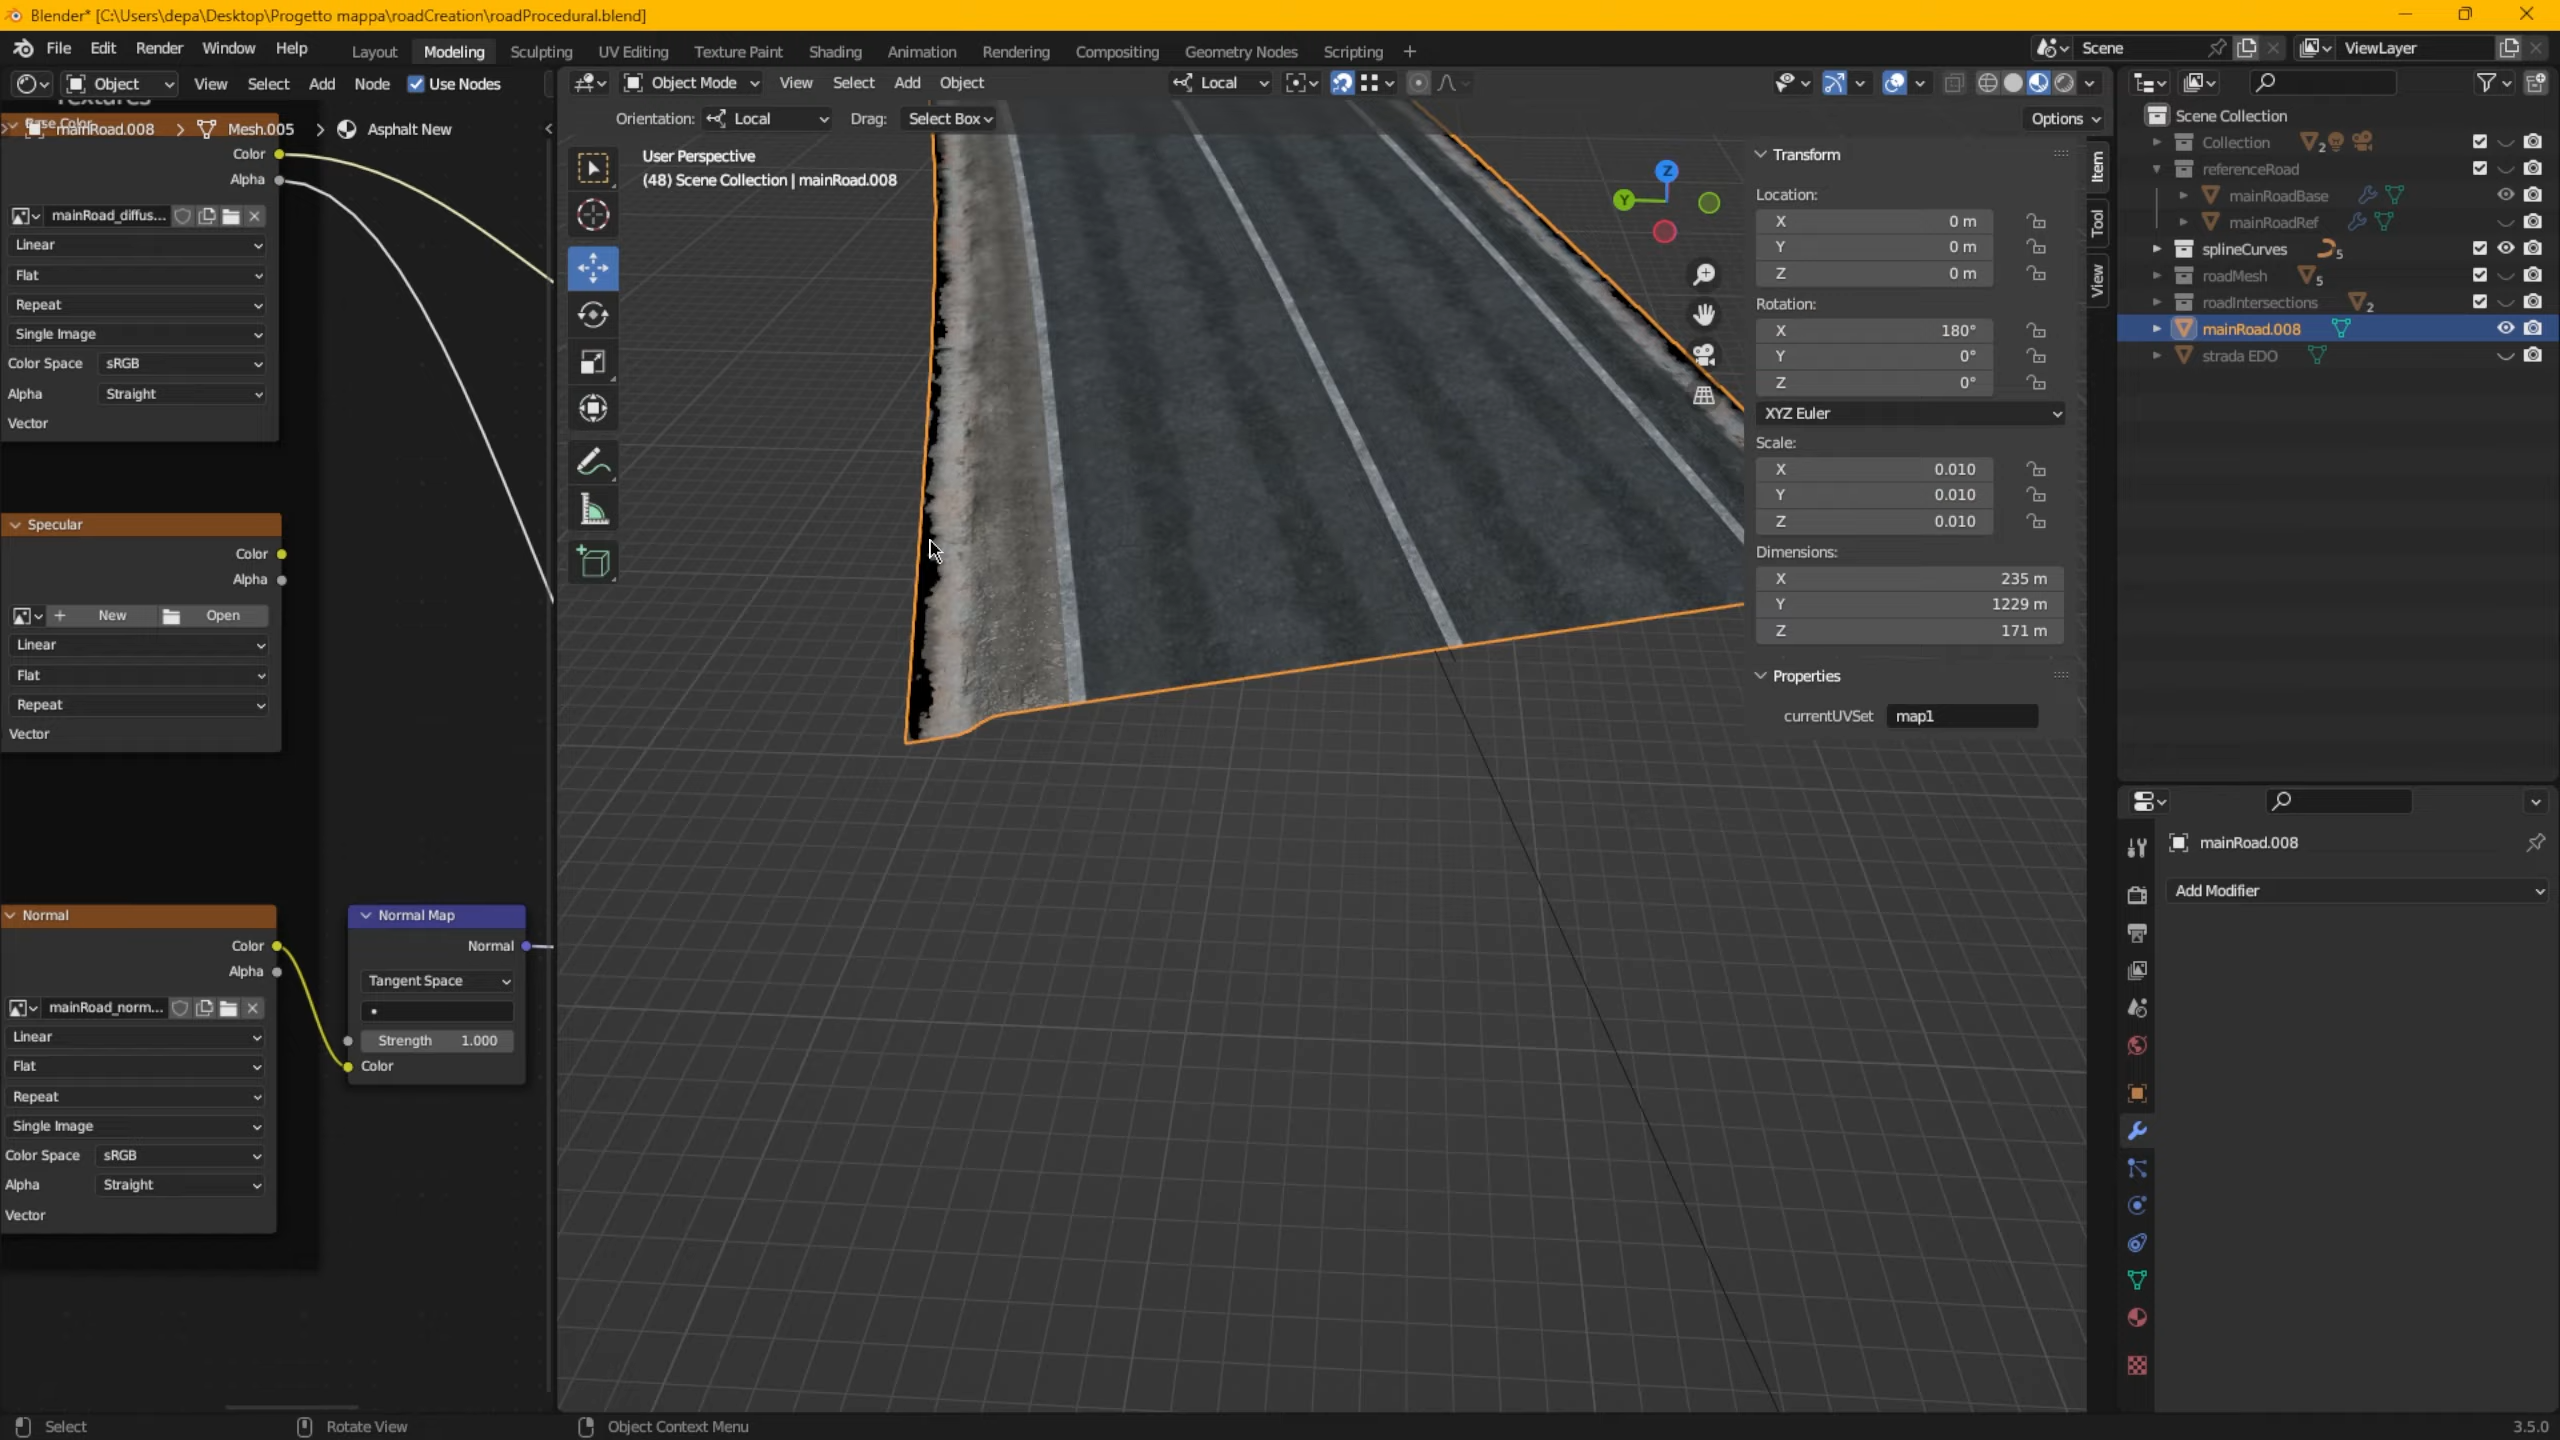 Blender* [C:\Users\depa\Desktop\Progetto mappa\roadCreation\roadProcedural.blend]
File Edit Render Window Help Layout Modeling Sculpting UV Editing Texture Paint Shading Animation Rendering Compositing Geometry Nodes Scripting + Scene ViewLayer
Object View Select Add Node Use Nodes
Object Mode View Select Add Object Local
Orientation: Local Drag: Select Box Options
Textures
Base Color
mainRoad.008 > Mesh.005 > Asphalt New
Color
Alpha
mainRoad_diffus...
Linear
Flat
Repeat
Single Image
Color Space sRGB
Alpha Straight
Vector
Specular
Color
Alpha
New Open
Linear
Flat
Repeat
Vector
Normal
Color
Alpha
mainRoad_norm...
Linear
Flat
Repeat
Single Image
Color Space sRGB
Alpha Straight
Vector
Normal Map
Normal
Tangent Space
Strength 1.000
Color
User Perspective
(48) Scene Collection | mainRoad.008
Z
Y
Transform
Location:
X 0 m
Y 0 m
Z 0 m
Rotation:
X 180°
Y 0°
Z 0°
XYZ Euler
Scale:
X 0.010
Y 0.010
Z 0.010
Dimensions:
X 235 m
Y 1229 m
Z 171 m
Properties
currentUVSet map1
Item
Tool
View
Scene Collection
Collection 2
referenceRoad
mainRoadBase
mainRoadRef
splineCurves 5
roadMesh 5
roadIntersections 2
mainRoad.008
strada EDO
mainRoad.008
Add Modifier
Select Rotate View Object Context Menu 3.5.0